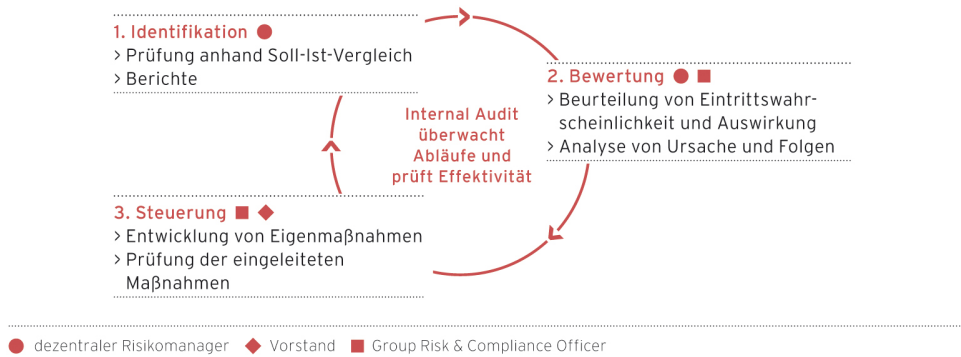 1. Identifikation
> Prüfung anhand Soll-Ist-Vergleich
> Berichte
2. Bewertung
> Beurteilung von Eintrittswahr-
scheinlichkeit und Auswirkung
> Analyse von Ursache und Folgen
Internal Audit
überwacht
Abläufe und
prüft Effektivität
3. Steuerung
> Entwicklung von Eigenmaßnahmen
> Prüfung der eingeleiteten
Maßnahmen
dezentraler Risikomanager Vorstand Group Risk & Compliance Officer